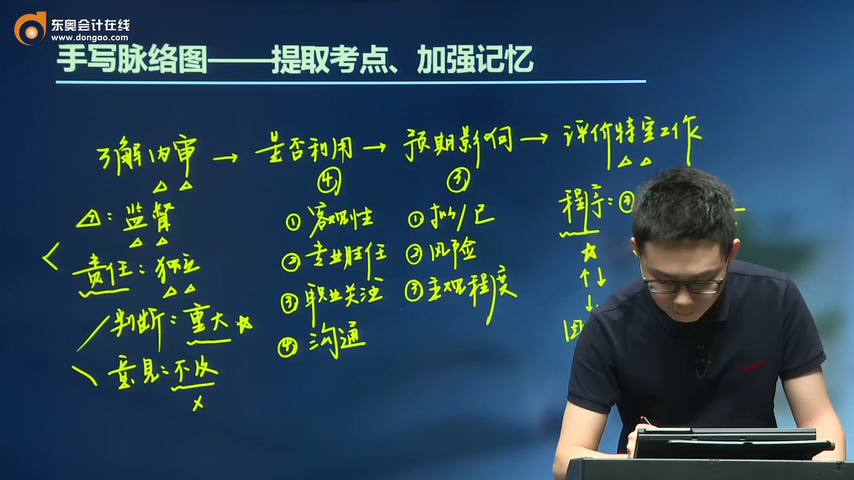 东奥会计在线
www.dongao.com
手写脉络图——提取考点、加强记忆
了解内审 → 是否利用 → 预期影响 → 评价特定工作
④ ③
△: 监督
责任: 独立
判断: 重大 ☆
意见: 不改
x
① 客观性
② 专业胜任
③ 职业关注
④ 沟通
① 拟/已
② 风险
③ 主观程度
程序:
☆
↑↓
↓